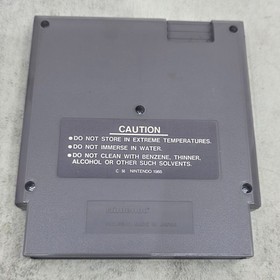 CAUTION
• DO NOT STORE IN EXTREME TEMPERATURES.
• DO NOT IMMERSE IN WATER.
• DO NOT CLEAN WITH BENZENE, THINNER,
ALCOHOL OR OTHER SUCH SOLVENTS.
C M NINTENDO 1985